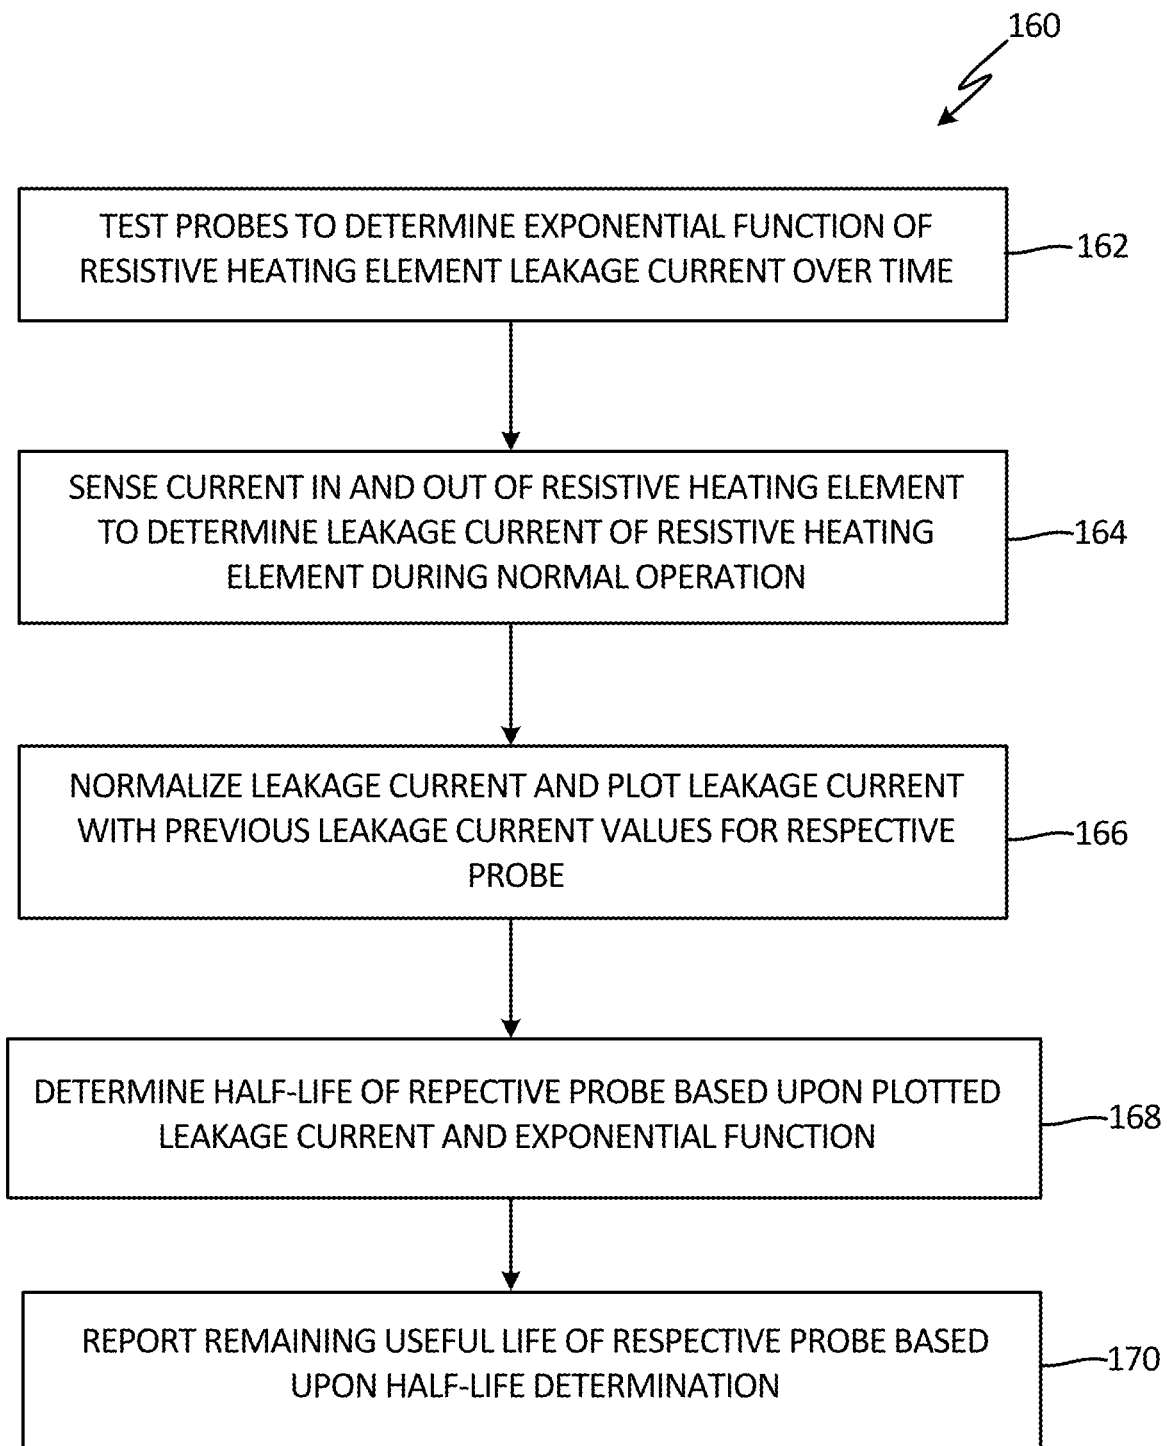 160
TEST PROBES TO DETERMINE EXPONENTIAL FUNCTION OF
RESISTIVE HEATING ELEMENT LEAKAGE CURRENT OVER TIME
162
SENSE CURRENT IN AND OUT OF RESISTIVE HEATING ELEMENT
TO DETERMINE LEAKAGE CURRENT OF RESISTIVE HEATING
ELEMENT DURING NORMAL OPERATION
164
NORMALIZE LEAKAGE CURRENT AND PLOT LEAKAGE CURRENT
WITH PREVIOUS LEAKAGE CURRENT VALUES FOR RESPECTIVE
PROBE
166
DETERMINE HALF-LIFE OF REPECTIVE PROBE BASED UPON PLOTTED
LEAKAGE CURRENT AND EXPONENTIAL FUNCTION
168
REPORT REMAINING USEFUL LIFE OF RESPECTIVE PROBE BASED
UPON HALF-LIFE DETERMINATION
170